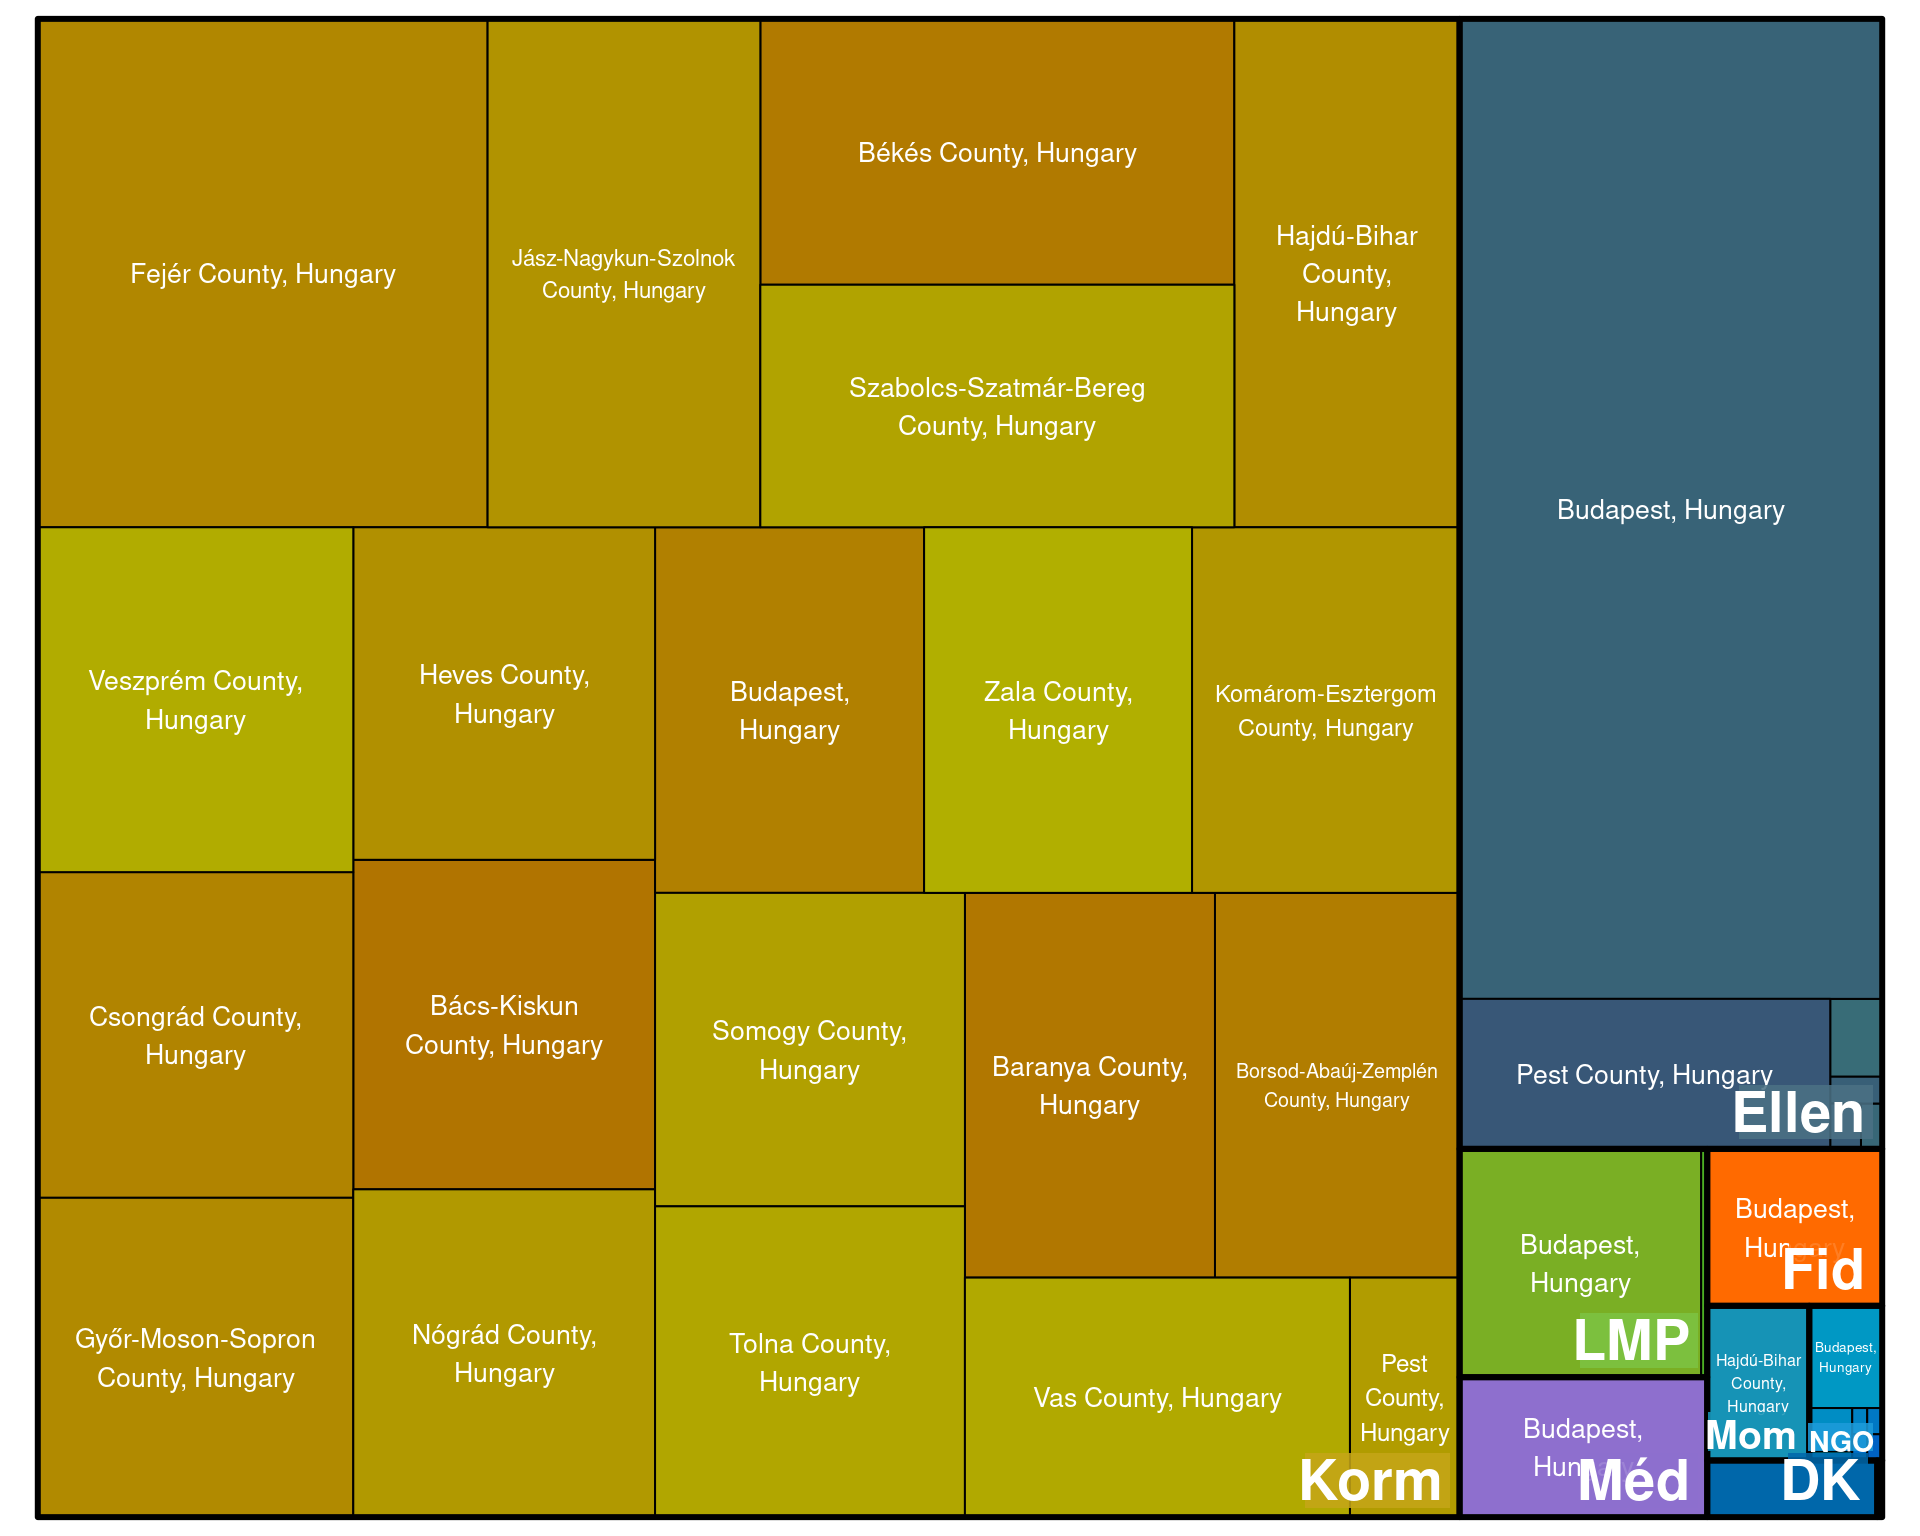 Fejér County, Hungary
Jász-Nagykun-Szolnok
County, Hungary
Békés County, Hungary
Szabolcs-Szatmár-Bereg
County, Hungary
Hajdú-Bihar
County,
Hungary
Veszprém County,
Hungary
Heves County,
Hungary
Budapest,
Hungary
Zala County,
Hungary
Komárom-Esztergom
County, Hungary
Csongrád County,
Hungary
Bács-Kiskun
County, Hungary
Somogy County,
Hungary
Baranya County,
Hungary
Borsod-Abaúj-Zemplén
County, Hungary
Győr-Moson-Sopron
County, Hungary
Nógrád County,
Hungary
Tolna County,
Hungary
Vas County, Hungary
Pest
County,
Hungary
Korm
Budapest, Hungary
Pest County, Hungary
Ellen
Budapest,
Hungary
LMP
Budapest,
Hungary
Fid
Hajdú-Bihar
County,
Hungary
Mom
Budapest,
Hungary
NGO
Budapest,
Hungary
Méd
DK